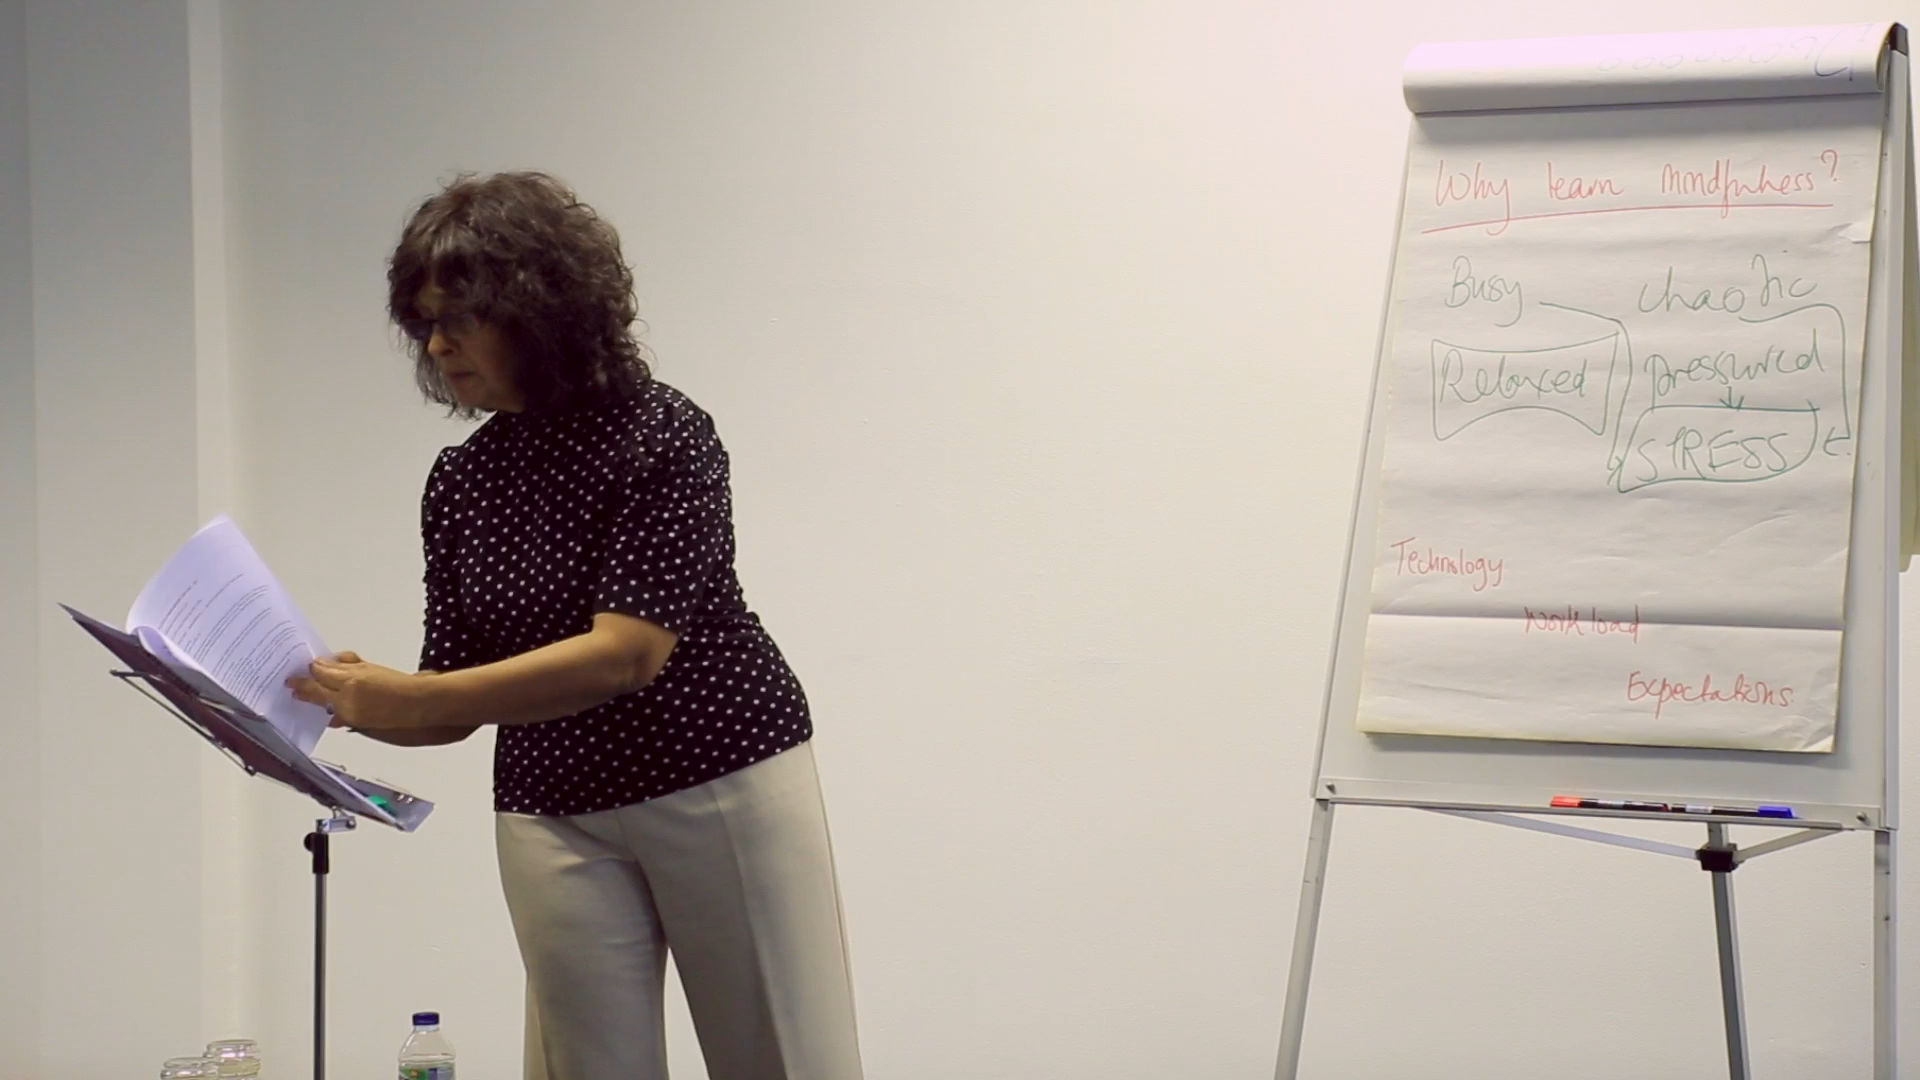 Why learn mindfulness?
Busy chaotic
Relaxed pressured
STRESS
Technology
Workload
Expectations